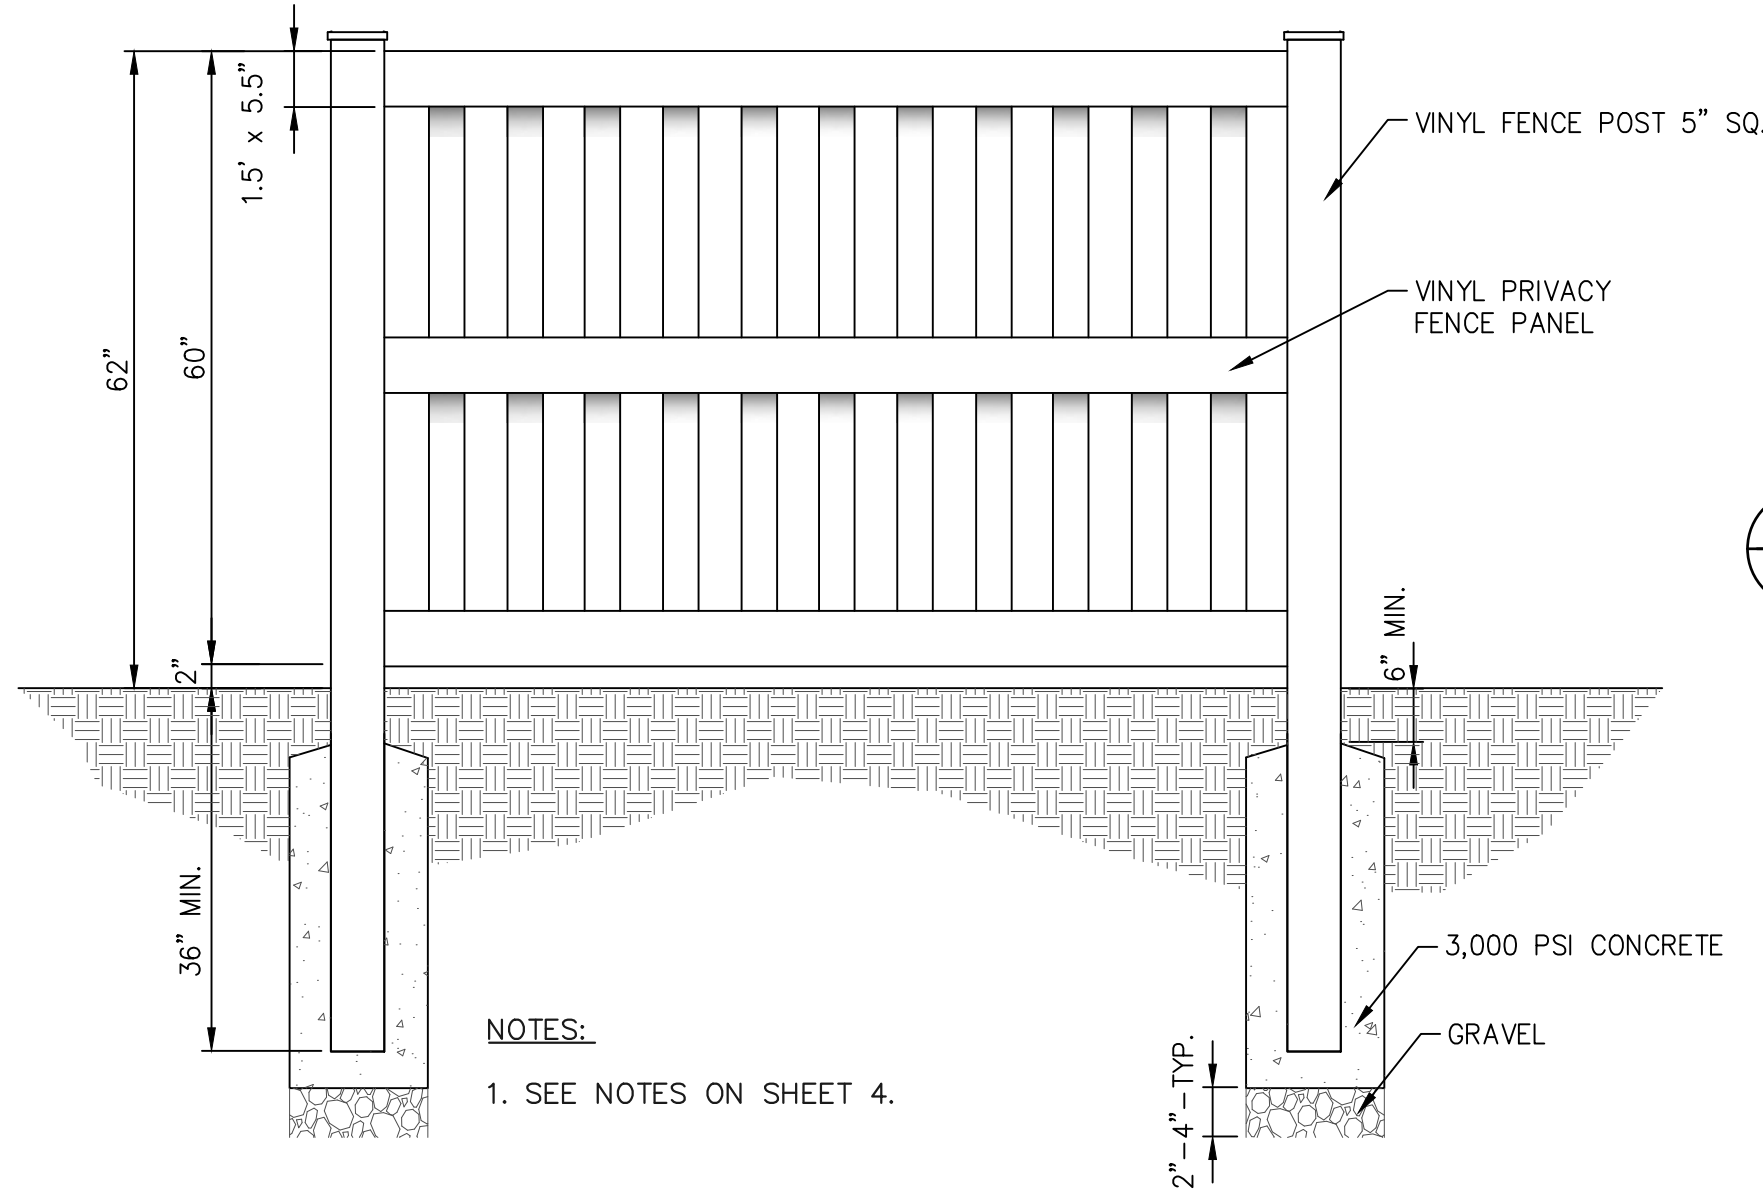 1.5' x 5.5"
62"
60"
2"
36" MIN.
VINYL FENCE POST 5" SQ.
VINYL PRIVACY
FENCE PANEL
6" MIN.
3,000 PSI CONCRETE
GRAVEL
2"-4"-TYP.
NOTES:
1. SEE NOTES ON SHEET 4.